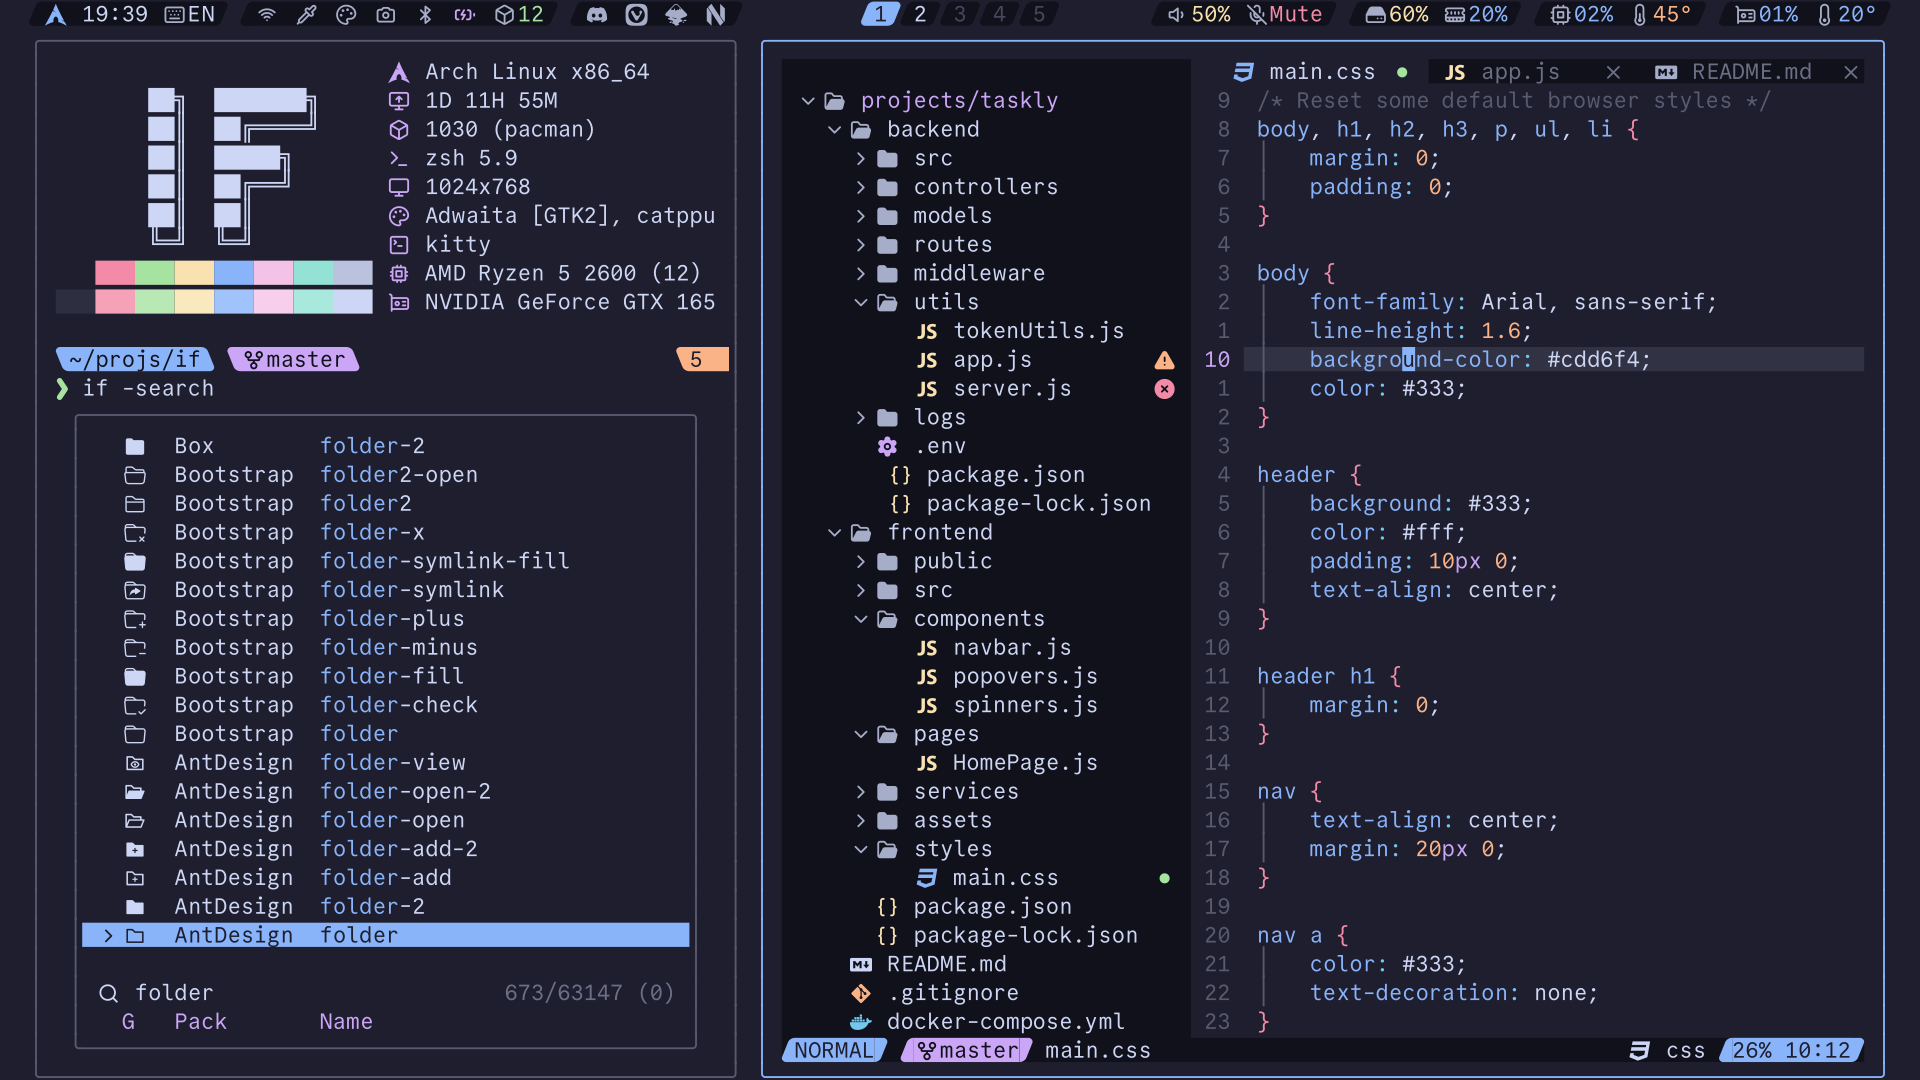 19:39 EN 12 1 2 3 4 5 50% Mute 60% 20% 02% 45° 01% 20°
IF
Arch Linux x86_64
1D 11H 55M
1030 (pacman)
zsh 5.9
1024x768
Adwaita [GTK2], catppu
kitty
AMD Ryzen 5 2600 (12)
NVIDIA GeForce GTX 165
~/projs/if master 5
❯ if -search
Box folder-2
Bootstrap folder2-open
Bootstrap folder2
Bootstrap folder-x
Bootstrap folder-symlink-fill
Bootstrap folder-symlink
Bootstrap folder-plus
Bootstrap folder-minus
Bootstrap folder-fill
Bootstrap folder-check
Bootstrap folder
AntDesign folder-view
AntDesign folder-open-2
AntDesign folder-open
AntDesign folder-add-2
AntDesign folder-add
AntDesign folder-2
> AntDesign folder
folder 673/63147 (0)
G Pack Name
projects/taskly
backend
src
controllers
models
routes
middleware
utils
JS tokenUtils.js
JS app.js
JS server.js
logs
.env
{} package.json
{} package-lock.json
frontend
public
src
components
JS navbar.js
JS popovers.js
JS spinners.js
pages
JS HomePage.js
services
assets
styles
main.css
{} package.json
{} package-lock.json
README.md
.gitignore
docker-compose.yml
main.css JS app.js README.md
9 /* Reset some default browser styles */
8 body, h1, h2, h3, p, ul, li {
7 margin: 0;
6 padding: 0;
5 }
4
3 body {
2 font-family: Arial, sans-serif;
1 line-height: 1.6;
10 background-color: #cdd6f4;
1 color: #333;
2 }
3
4 header {
5 background: #333;
6 color: #fff;
7 padding: 10px 0;
8 text-align: center;
9 }
10
11 header h1 {
12 margin: 0;
13 }
14
15 nav {
16 text-align: center;
17 margin: 20px 0;
18 }
19
20 nav a {
21 color: #333;
22 text-decoration: none;
23 }
NORMAL master main.css css 26% 10:12